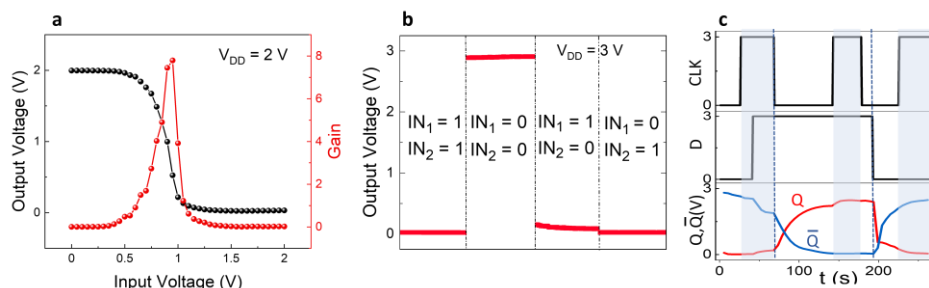 a
V_DD = 2 V
Output Voltage (V)
2
1
0
0.0
0.5
1.0
1.5
2.0
Input Voltage (V)
8
6
4
2
0
Gain
b
V_DD = 3 V
Output Voltage (V)
3
2
1
0
IN₁ = 1 IN₁ = 0 IN₁ = 1 IN₁ = 0
IN₂ = 1 IN₂ = 0 IN₂ = 0 IN₂ = 1
c
CLK
3
0
D
3
0
Q,Q̄(V)
3
0
Q
Q̄
0
100
200
t (s)